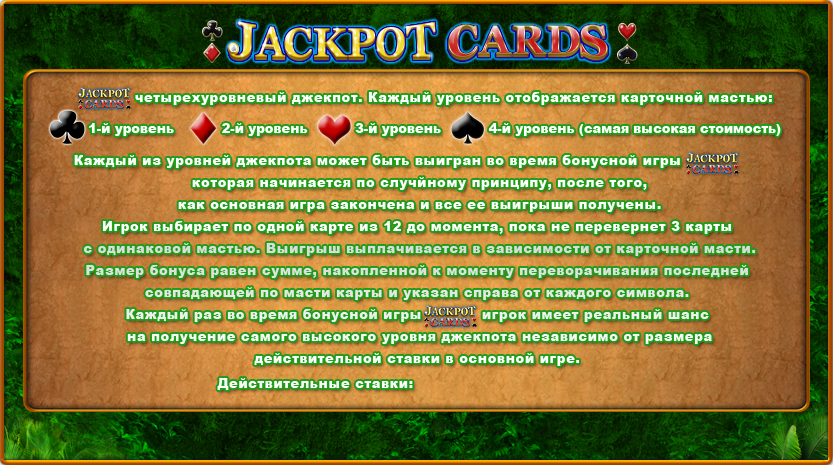 JACKPOT CARDS
JACKPOT CARDS четырехуровневый джекпот. Каждый уровень отображается карточной мастью:
1-й уровень 2-й уровень 3-й уровень 4-й уровень (самая высокая стоимость)
Каждый из уровней джекпота может быть выигран во время бонусной игры JACKPOT CARDS
которая начинается по случйному принципу, после того,
как основная игра закончена и все ее выигрыши получены.
Игрок выбирает по одной карте из 12 до момента, пока не перевернет 3 карты
с одинаковой мастью. Выигрыш выплачивается в зависимости от карточной масти.
Размер бонуса равен сумме, накопленной к моменту переворачивания последней
совпадающей по масти карты и указан справа от каждого символа.
Каждый раз во время бонусной игры JACKPOT CARDS игрок имеет реальный шанс
на получение самого высокого уровня джекпота независимо от размера
действительной ставки в основной игре.
Действительные ставки: